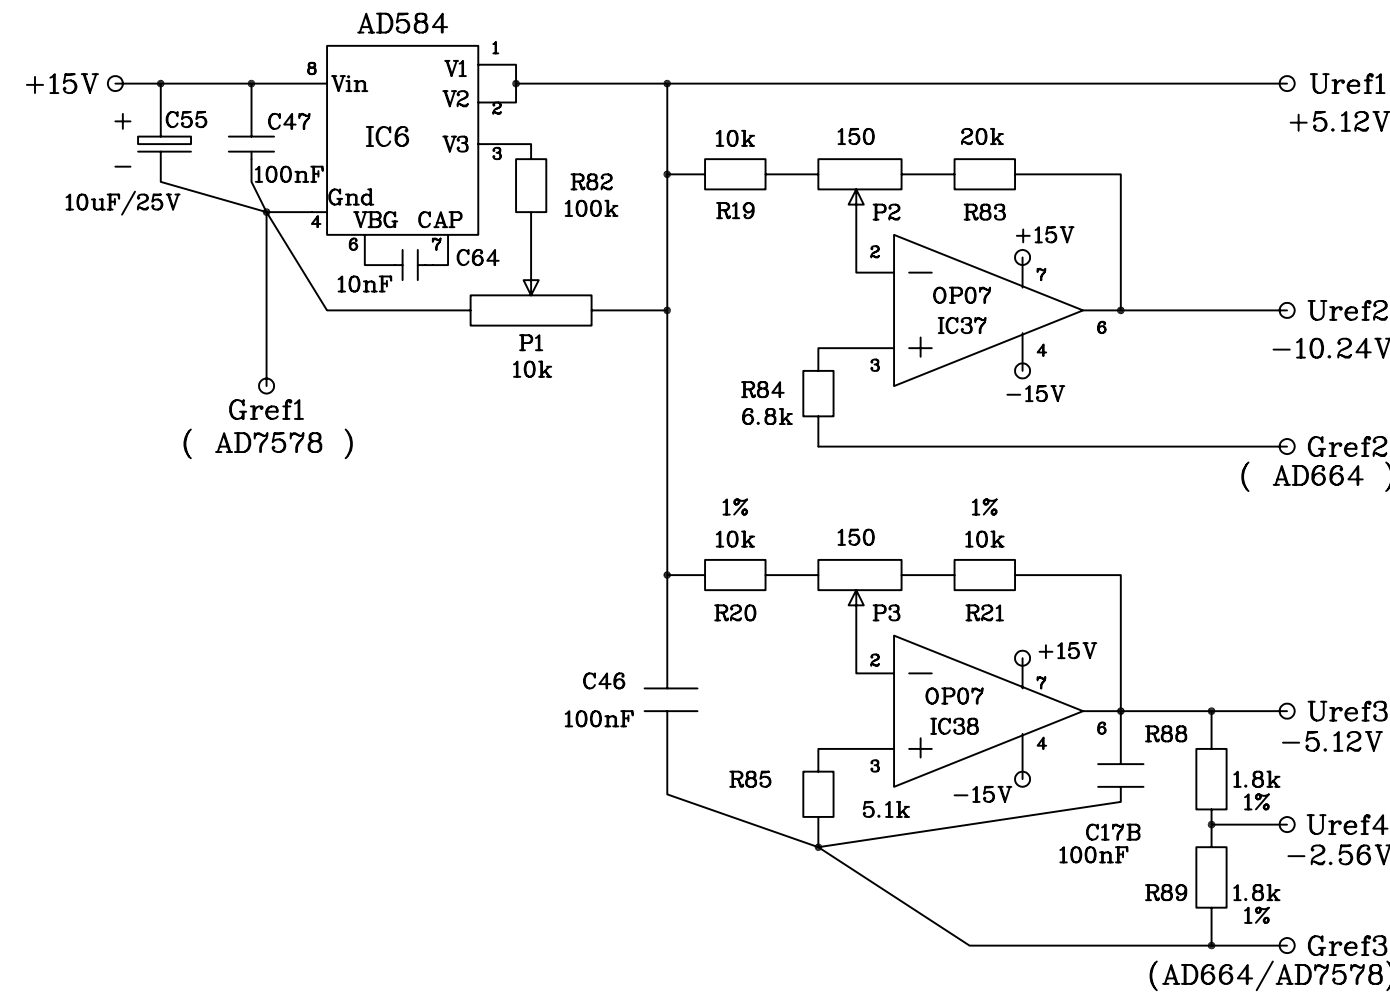 AD584
+15V
8
Vin
V1
1
V2
2
V3
3
IC6
Gnd
4
VBG
CAP
6
7
+
−
C55
10uF/25V
C47
100nF
C64
10nF
R82
100k
P1
10k
Gref1
( AD7578 )
Uref1
+5.12V
10k
R19
150
P2
20k
R83
2
3
OP07
IC37
+15V
7
4
−15V
6
R84
6.8k
Uref2
−10.24V
Gref2
( AD664 )
1%
10k
R20
150
P3
1%
10k
R21
2
3
OP07
IC38
+15V
7
4
−15V
6
C46
100nF
R85
5.1k
C17B
100nF
R88
1.8k
1%
R89
1.8k
1%
Uref3
−5.12V
Uref4
−2.56V
Gref3
(AD664/AD7578)